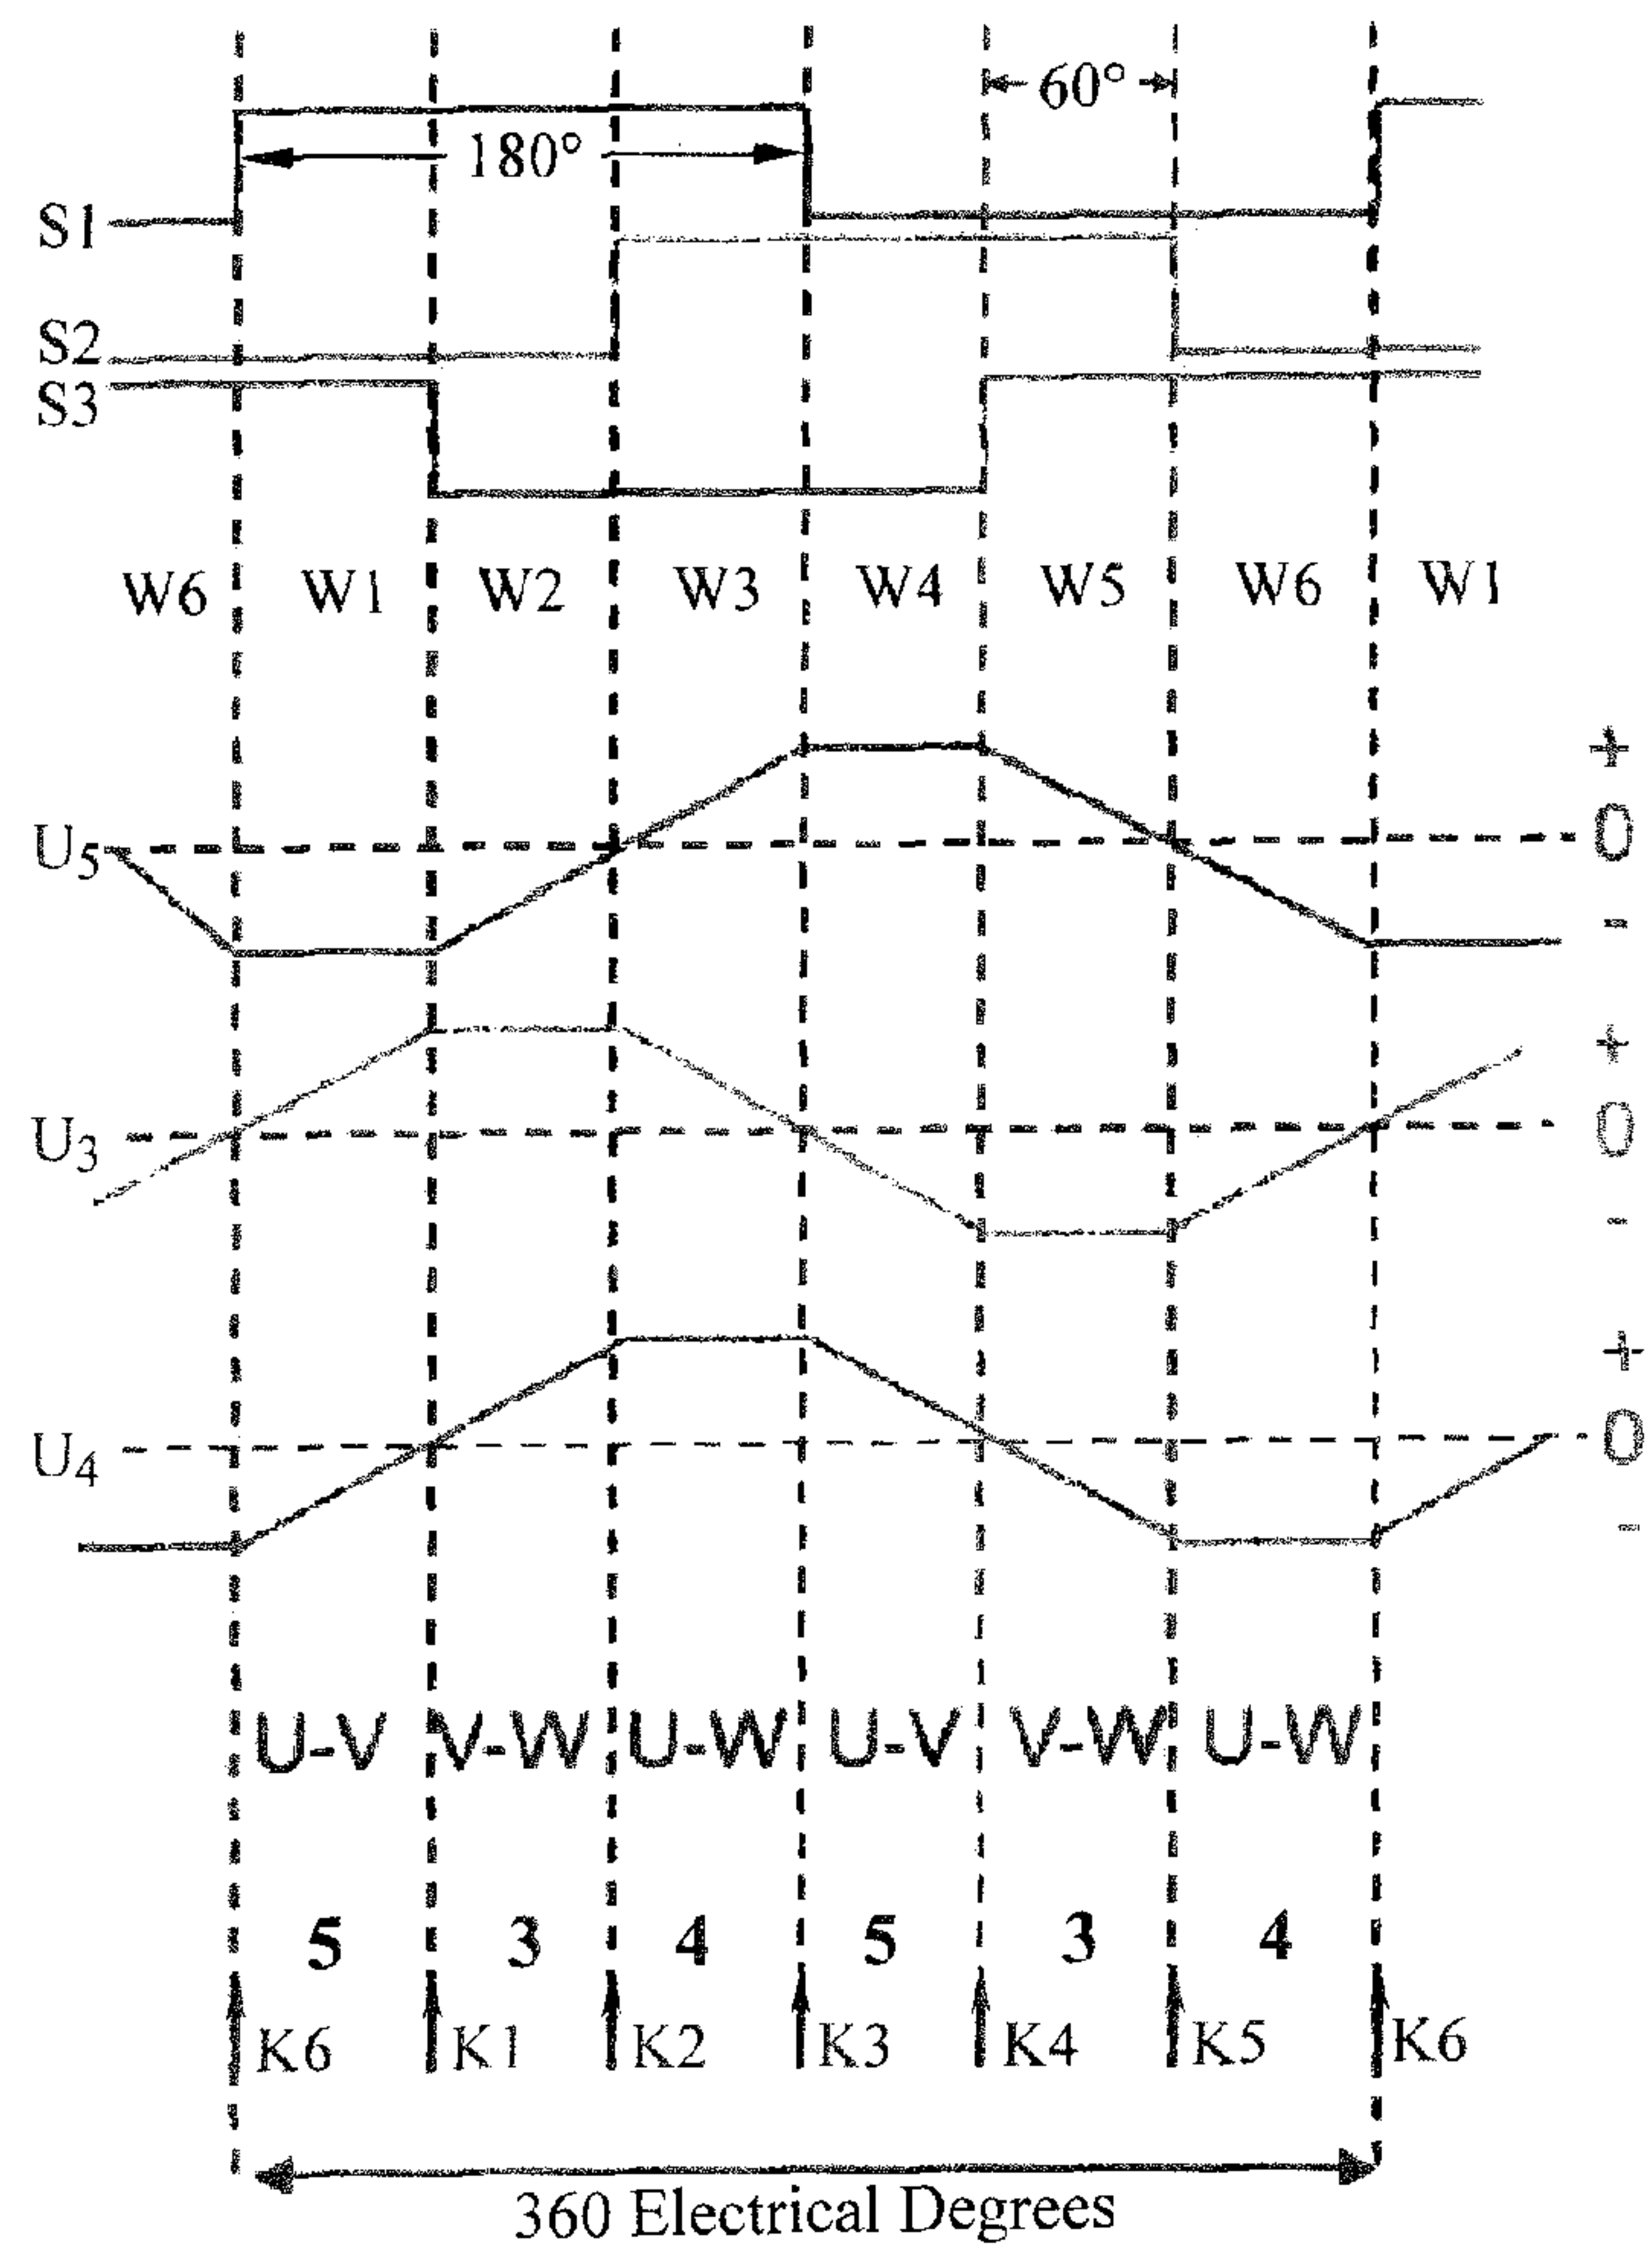 60°
180°
S1
S2
S3
W6 W1 W2 W3 W4 W5 W6 W1
+
U5 0
-
+
U3 0
-
+
U4 0
-
U-V V-W U-W U-V V-W U-W
5 3 4 5 3 4
K6 K1 K2 K3 K4 K5 K6
360 Electrical Degrees